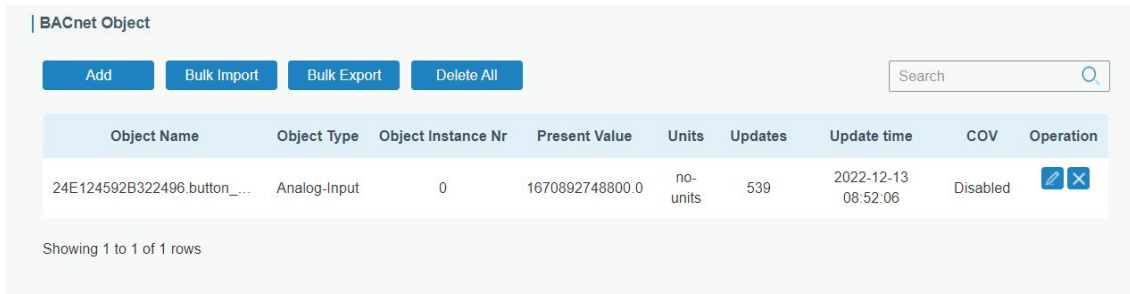 BACnet Object
Add Bulk Import Bulk Export Delete All Search
Object Name Object Type Object Instance Nr Present Value Units Updates Update time COV Operation
24E124592B322496.button_... Analog-Input 0 1670892748800.0 no-units 539 2022-12-13 08:52:06 Disabled
Showing 1 to 1 of 1 rows